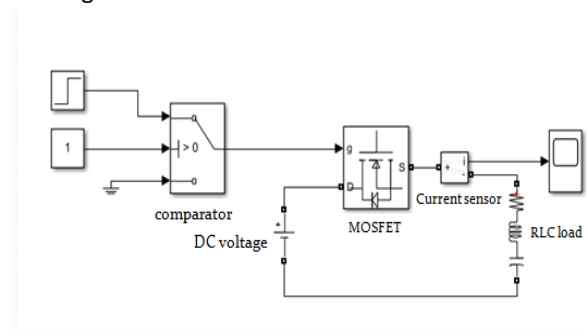 1
> 0
g
S
D
+
i
+
-
comparator
DC voltage
+
MOSFET
Current sensor
RLC load